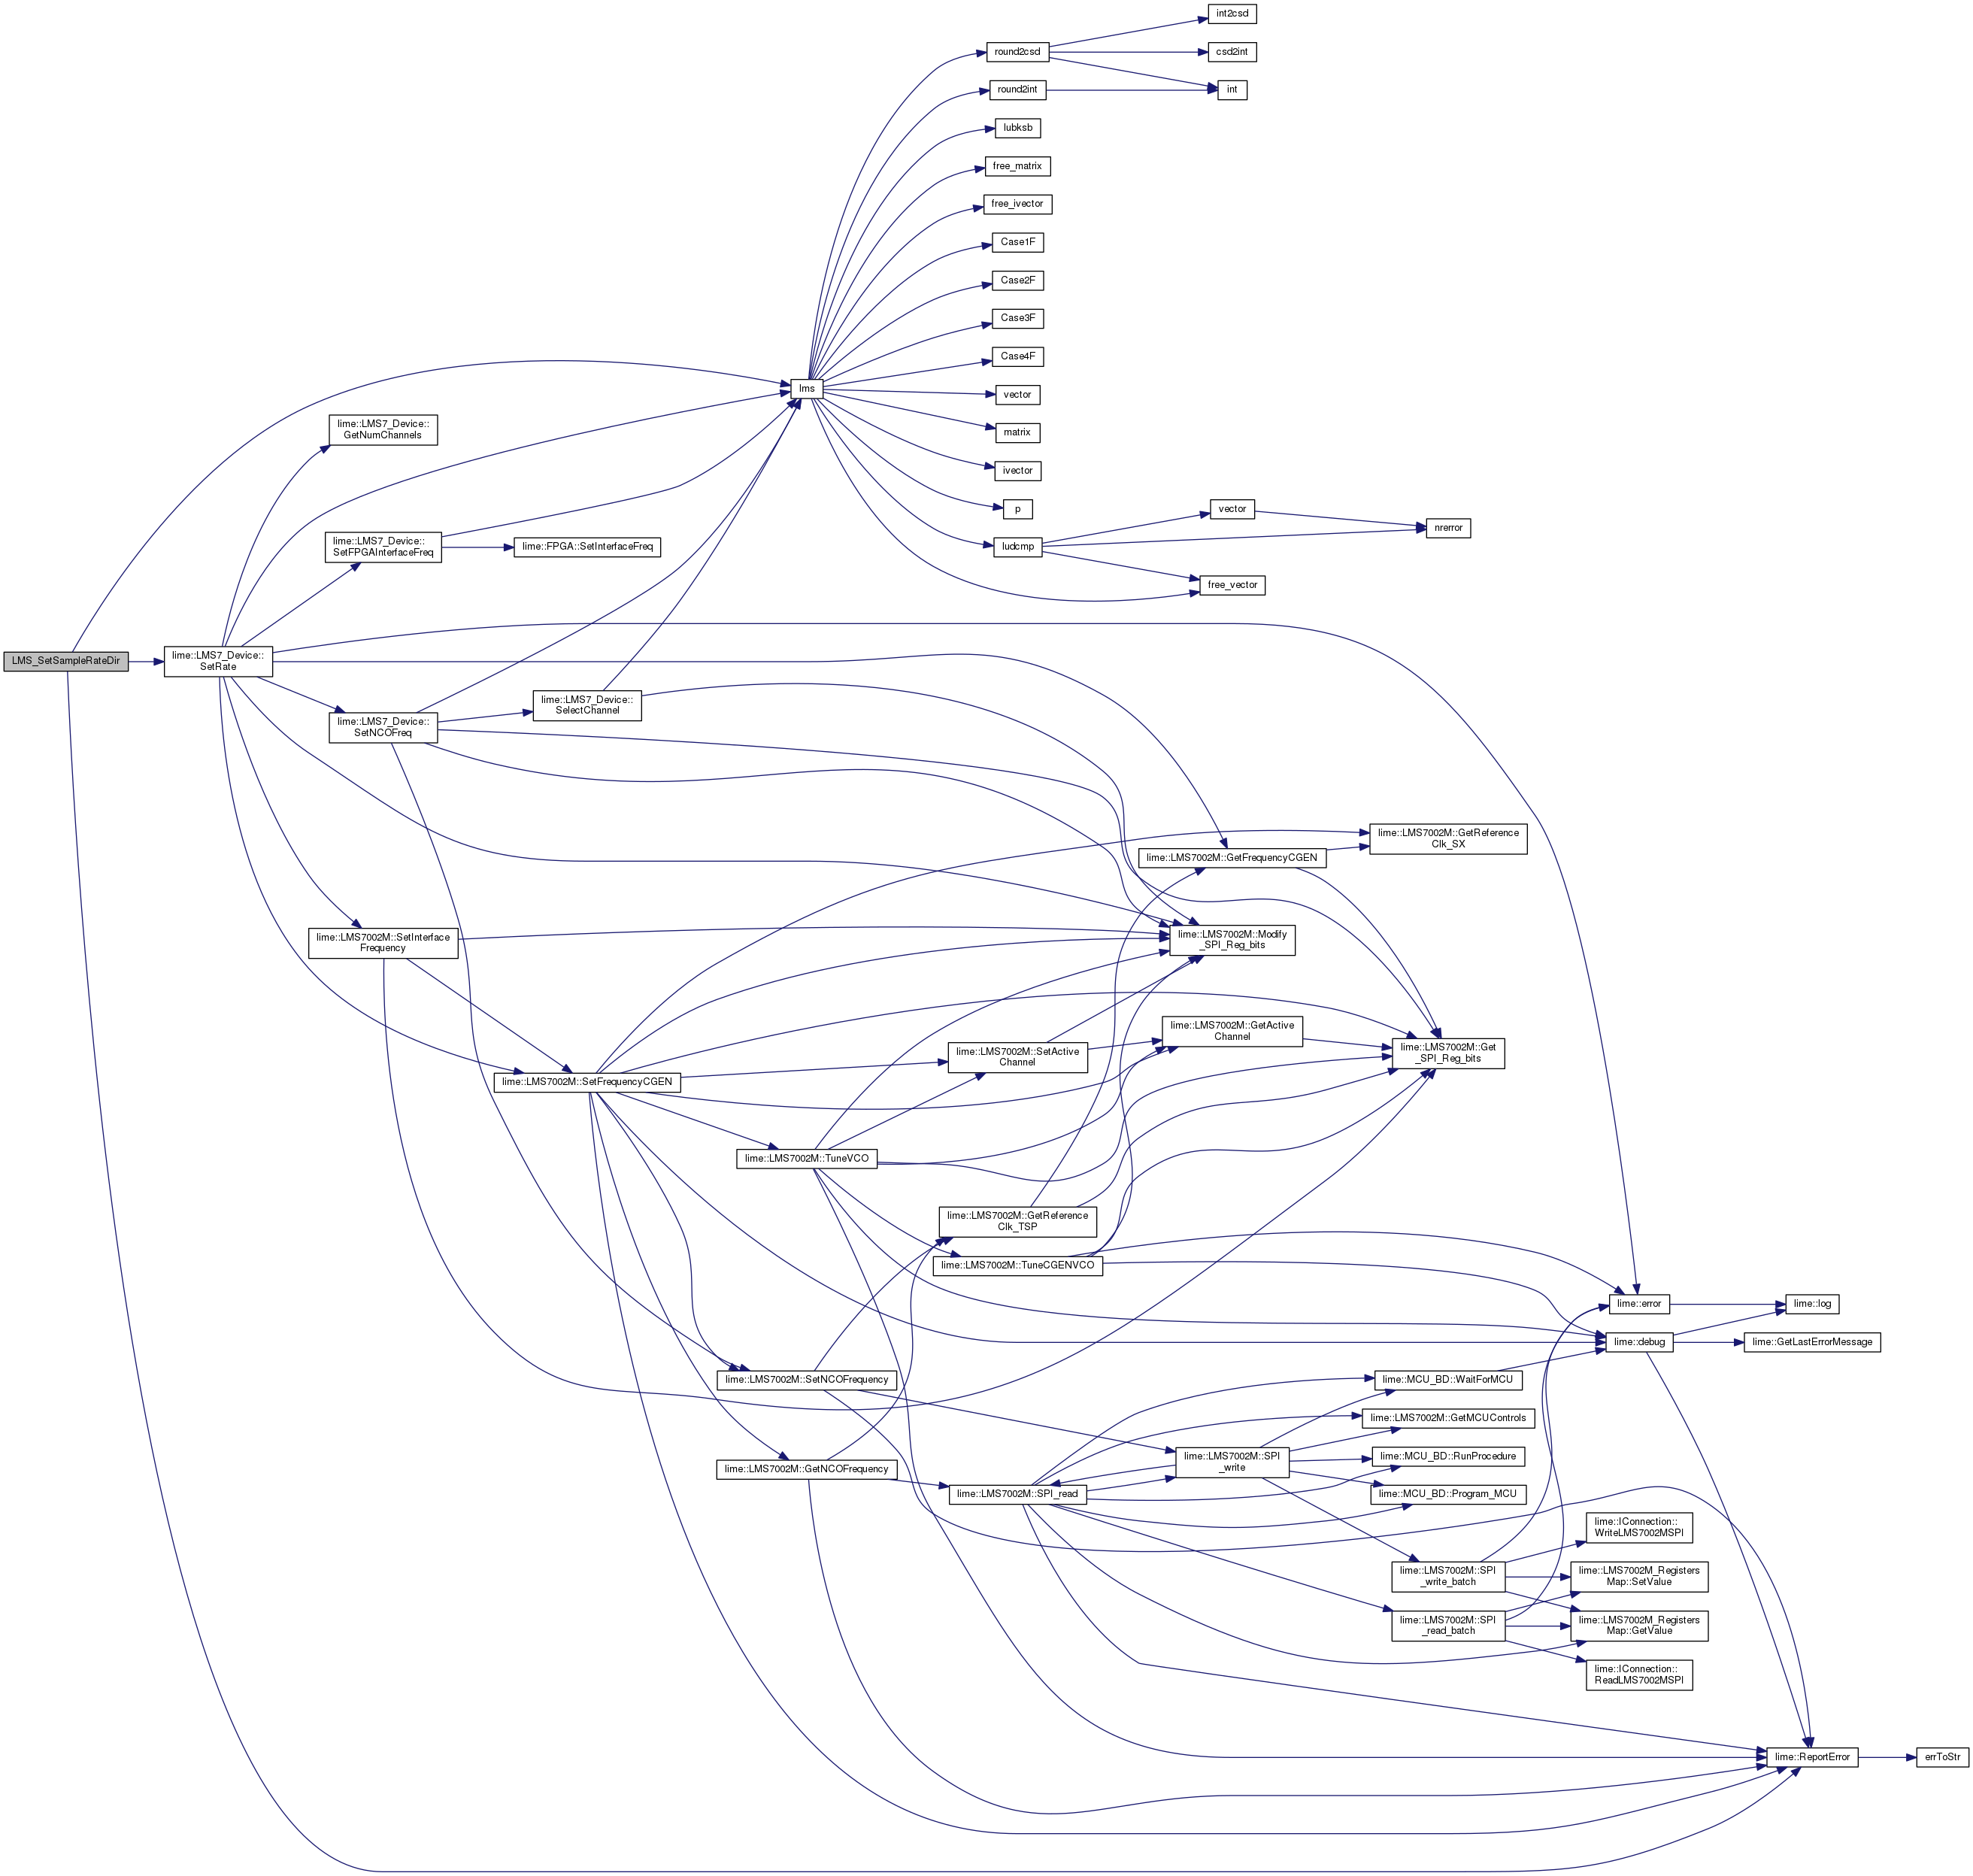 int2csd
round2csd
csd2int
round2int
int
lubksb
free_matrix
free_ivector
Case1F
Case2F
Case3F
Case4F
lms
vector
lime::LMS7_Device::
GetNumChannels
matrix
ivector
p
vector
nrerror
lime::LMS7_Device::
SetFPGAInterfaceFreq
lime::FPGA::SetInterfaceFreq
ludcmp
free_vector
LMS_SetSampleRateDir
lime::LMS7_Device::
SetRate
lime::LMS7_Device::
SelectChannel
lime::LMS7_Device::
SetNCOFreq
lime::LMS7002M::GetReference
Clk_SX
lime::LMS7002M::GetFrequencyCGEN
lime::LMS7002M::SetInterface
Frequency
lime::LMS7002M::Modify
_SPI_Reg_bits
lime::LMS7002M::GetActive
Channel
lime::LMS7002M::SetActive
Channel
lime::LMS7002M::Get
_SPI_Reg_bits
lime::LMS7002M::SetFrequencyCGEN
lime::LMS7002M::TuneVCO
lime::LMS7002M::GetReference
Clk_TSP
lime::LMS7002M::TuneCGENVCO
lime::error
lime::log
lime::debug
lime::GetLastErrorMessage
lime::LMS7002M::SetNCOFrequency
lime::MCU_BD::WaitForMCU
lime::LMS7002M::GetMCUControls
lime::LMS7002M::GetNCOFrequency
lime::LMS7002M::SPI
_write
lime::MCU_BD::RunProcedure
lime::LMS7002M::SPI_read
lime::MCU_BD::Program_MCU
lime::IConnection::
WriteLMS7002MSPI
lime::LMS7002M::SPI
_write_batch
lime::LMS7002M_Registers
Map::SetValue
lime::LMS7002M::SPI
_read_batch
lime::LMS7002M_Registers
Map::GetValue
lime::IConnection::
ReadLMS7002MSPI
lime::ReportError
errToStr